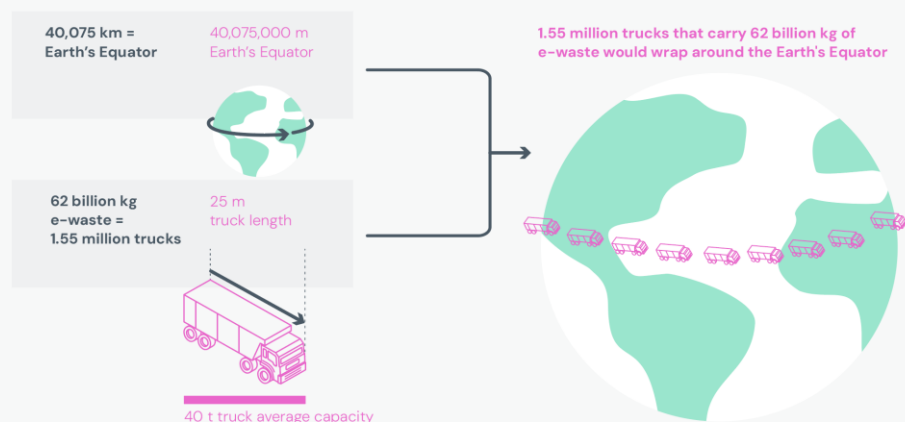 40,075 km =
Earth's Equator
40,075,000 m
Earth's Equator
62 billion kg
e-waste =
1.55 million trucks
25 m
truck length
40 t truck average capacity
1.55 million trucks that carry 62 billion kg of
e-waste would wrap around the Earth's Equator